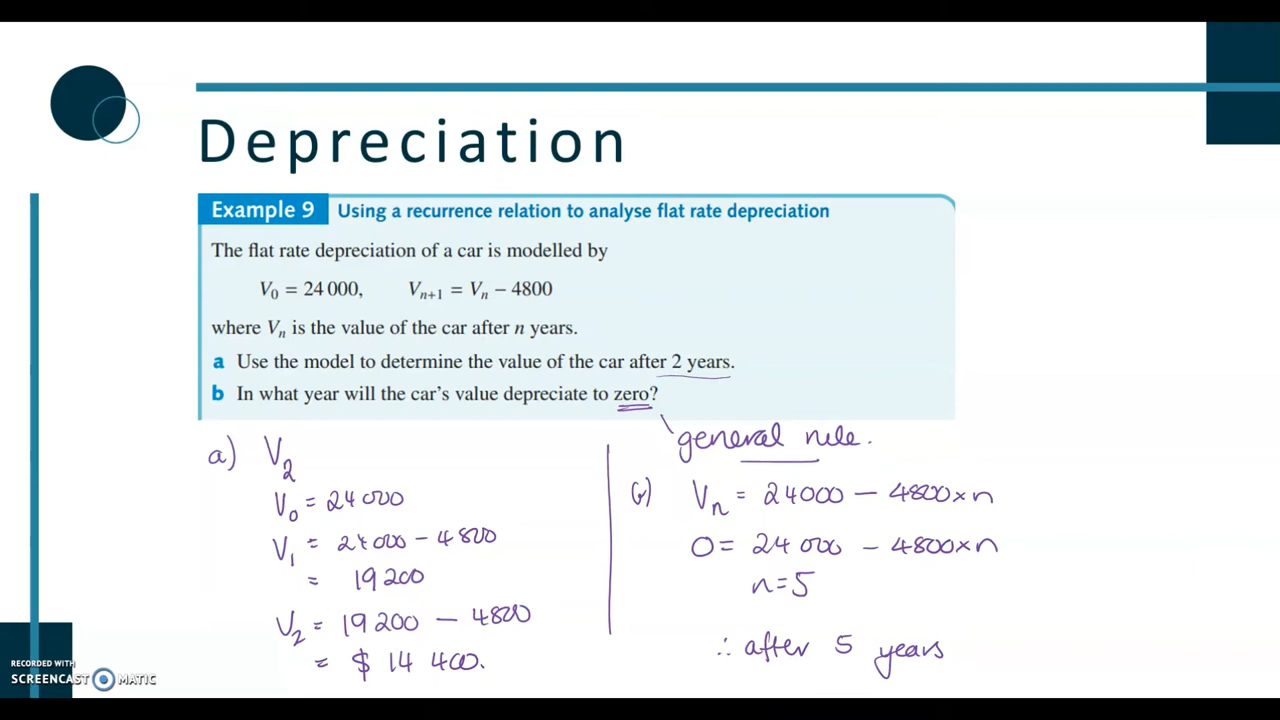 Depreciation
Example 9 Using a recurrence relation to analyse flat rate depreciation
The flat rate depreciation of a car is modelled by
V₀ = 24 000, Vₙ₊₁ = Vₙ − 4800
where Vₙ is the value of the car after n years.
a Use the model to determine the value of the car after 2 years.
b In what year will the car's value depreciate to zero?
general rule.
a) V₂
V₀ = 24 000
V₁ = 24 000 − 4800
= 19 200
V₂ = 19 200 − 4800
= $ 14 400.
Vₙ = 24000 − 4800×n
0 = 24 000 − 4800×n
n=5
∴ after 5 years
RECORDED WITH
SCREENCAST MATIC